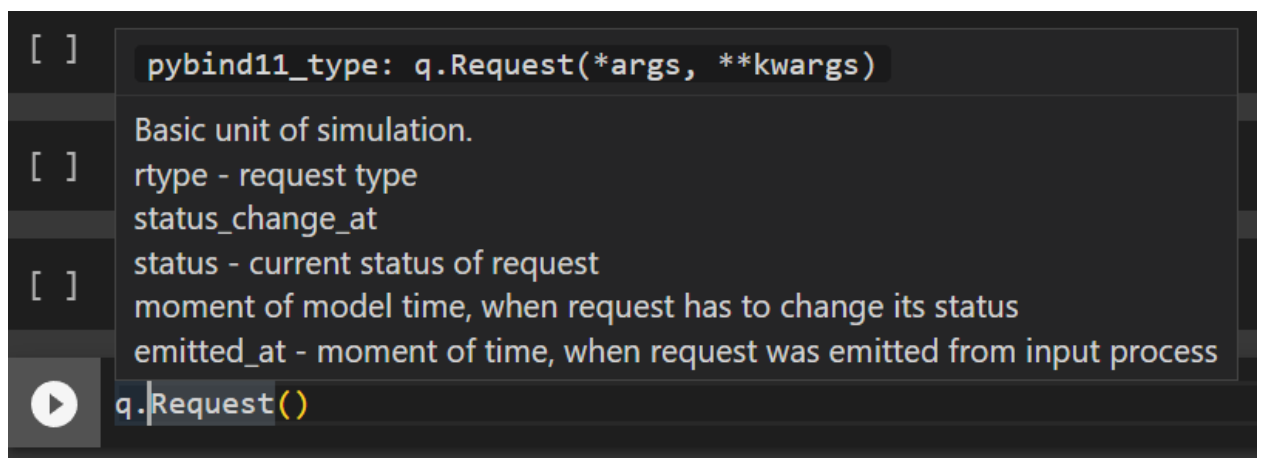 [ ]
pybind11_type: q.Request(*args, **kwargs)
Basic unit of simulation.
[ ]
rtype - request type
status_change_at
status - current status of request
[ ]
moment of model time, when request has to change its status
emitted_at - moment of time, when request was emitted from input process
q.Request()